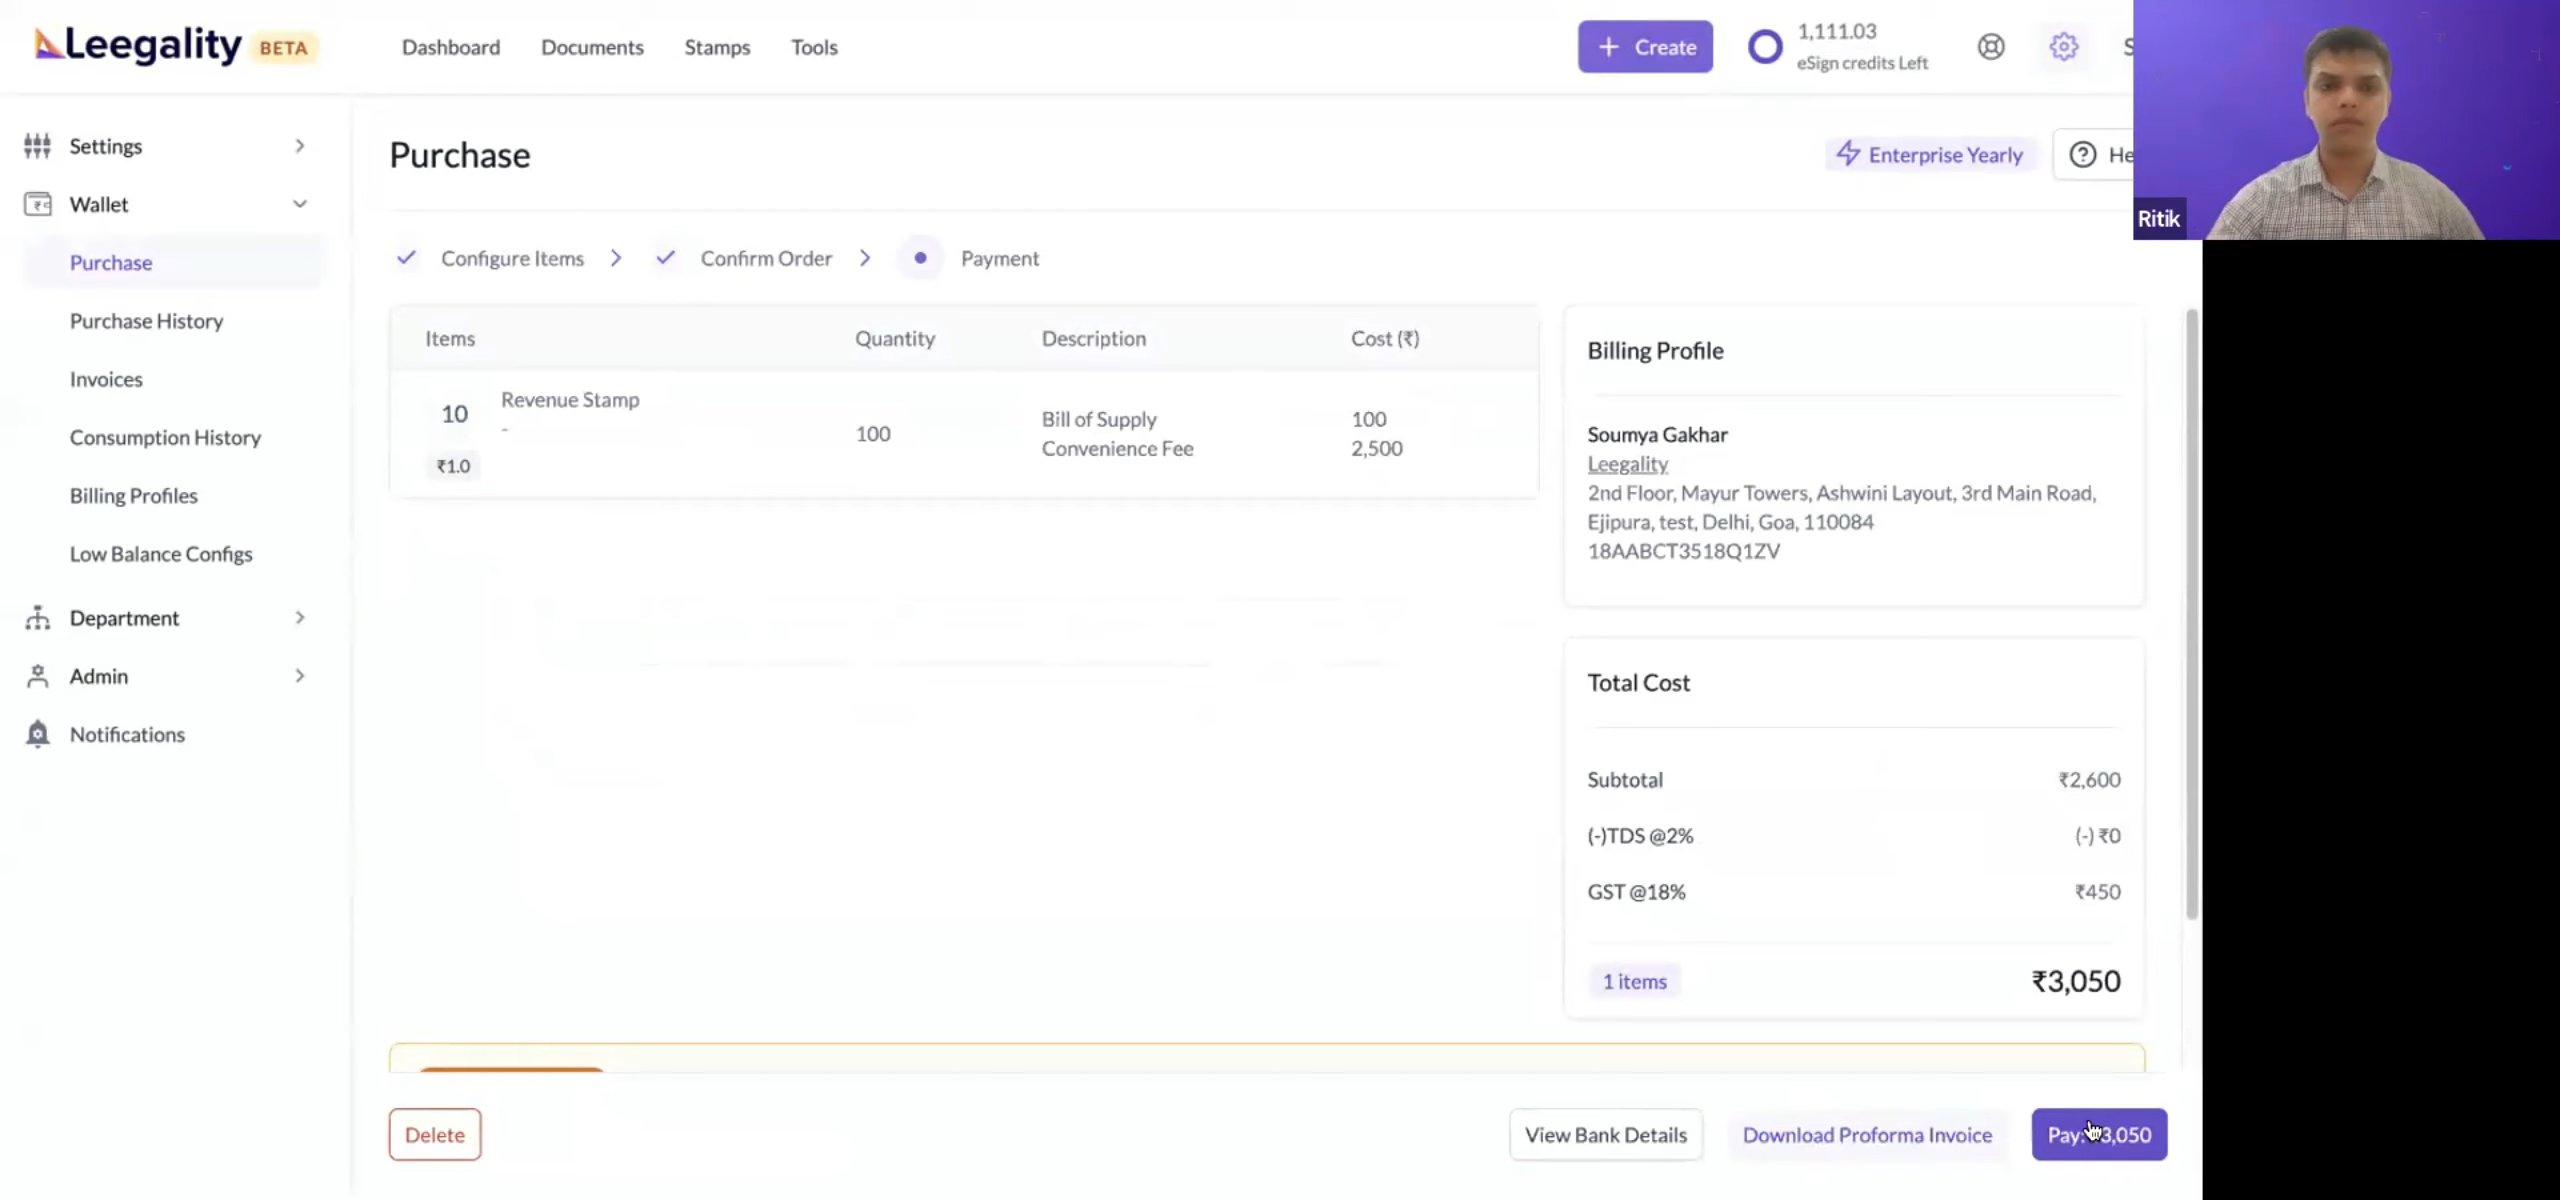 Leegality BETA
Dashboard
Documents
Stamps
Tools
+ Create
1,111.03
eSign credits Left
Settings
Wallet
Purchase
Purchase History
Invoices
Consumption History
Billing Profiles
Low Balance Configs
Department
Admin
Notifications
Purchase
Enterprise Yearly
Ritik
Configure Items
Confirm Order
Payment
Items Quantity Description Cost (₹)
10
Revenue Stamp
-
₹1.0
100
Bill of Supply 100
Convenience Fee 2,500
Billing Profile
Soumya Gakhar
Leegality
2nd Floor, Mayur Towers, Ashwini Layout, 3rd Main Road,
Ejipura, test, Delhi, Goa, 110084
18AABCT3518Q1ZV
Total Cost
Subtotal ₹2,600
(-)TDS @2% (-) ₹0
GST @18% ₹450
1 items ₹3,050
Delete
View Bank Details
Download Proforma Invoice
Pay: